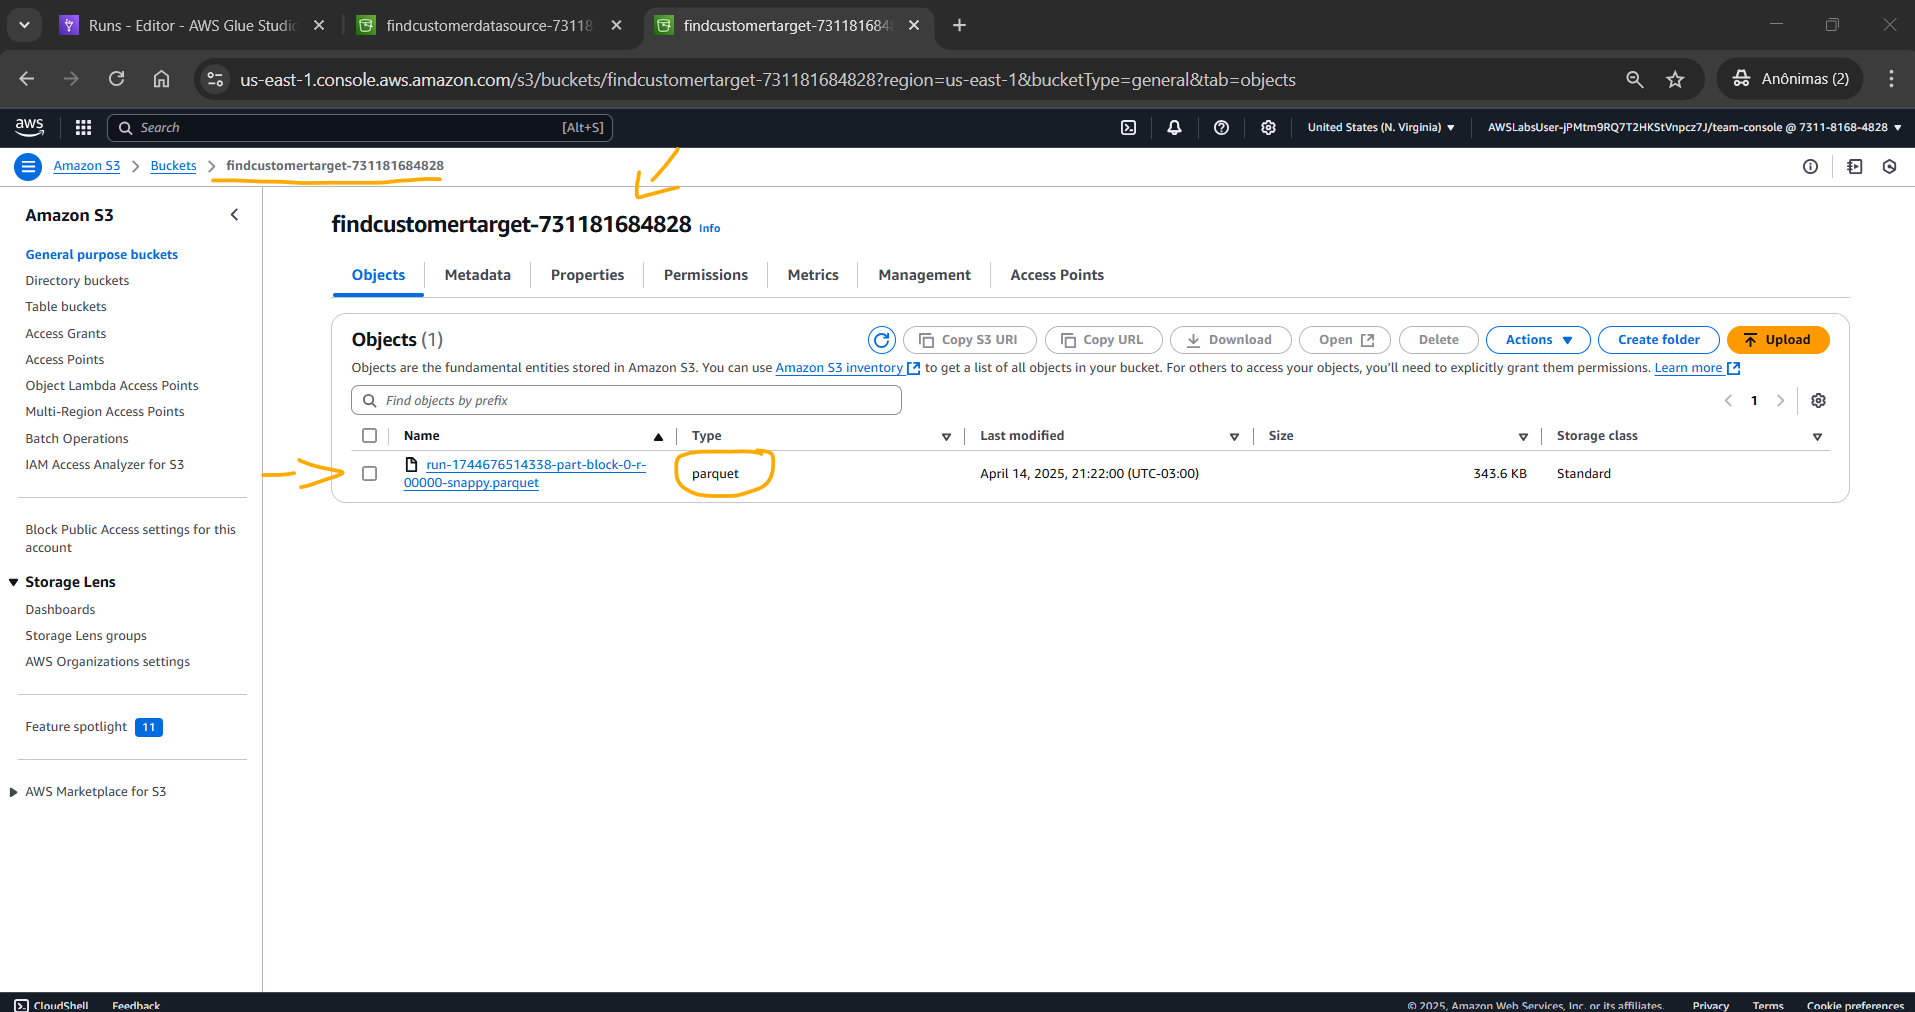 Runs - Editor - AWS Glue Studio
findcustomerdatasource-73118
findcustomertarget-731181684
us-east-1.console.aws.amazon.com/s3/buckets/findcustomertarget-731181684828?region=us-east-1&bucketType=general&tab=objects
Anônimas (2)
aws
Search
[Alt+S]
United States (N. Virginia)
AWSLabsUser-jPMtm9RQ7T2HKStVnpcz7J/team-console @ 7311-8168-4828
Amazon S3
Buckets
findcustomertarget-731181684828
Amazon S3
General purpose buckets
Directory buckets
Table buckets
Access Grants
Access Points
Object Lambda Access Points
Multi-Region Access Points
Batch Operations
IAM Access Analyzer for S3
Block Public Access settings for this
account
Storage Lens
Dashboards
Storage Lens groups
AWS Organizations settings
Feature spotlight 11
AWS Marketplace for S3
findcustomertarget-731181684828 Info
Objects
Metadata
Properties
Permissions
Metrics
Management
Access Points
Objects (1)
Copy S3 URI
Copy URL
Download
Open
Delete
Actions
Create folder
Upload
Objects are the fundamental entities stored in Amazon S3. You can use Amazon S3 inventory to get a list of all objects in your bucket. For others to access your objects, you'll need to explicitly grant them permissions. Learn more
Find objects by prefix
1
Name
Type
Last modified
Size
Storage class
run-1744676514338-part-block-0-r-
00000-snappy.parquet
parquet
April 14, 2025, 21:22:00 (UTC-03:00)
343.6 KB
Standard
CloudShell
Feedback
© 2025, Amazon Web Services, Inc. or its affiliates.
Privacy
Terms
Cookie preferences